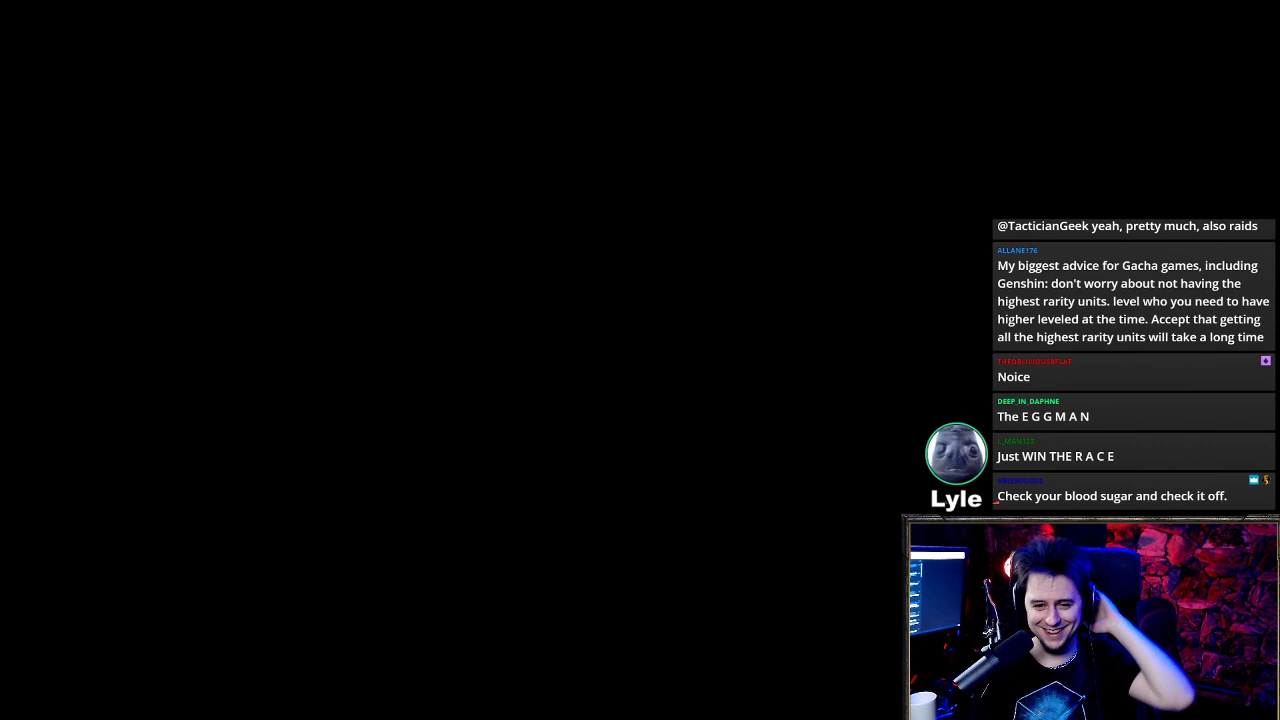 @TacticianGeek yeah, pretty much, also raids
ALLANE176
My biggest advice for Gacha games, including
Genshin: don't worry about not having the
highest rarity units. level who you need to have
higher leveled at the time. Accept that getting
all the highest rarity units will take a long time
THEOBLIVIOUSBFLAT
Noice
DEEP_IN_DAPHNE
The E G G M A N
L_MAN123
Just WIN THE R A C E
Check your blood sugar and check it off.
Lyle